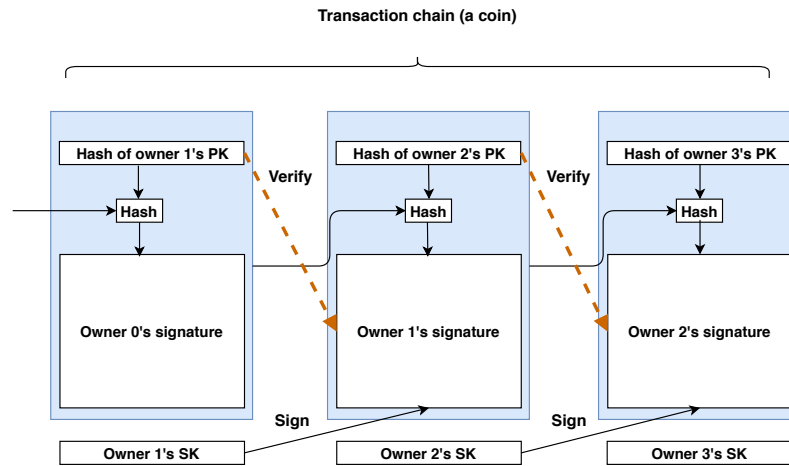 Transaction chain (a coin)
Hash of owner 1's PK
Hash of owner 2's PK
Hash of owner 3's PK
Verify
Verify
Hash
Hash
Hash
Owner 0's signature
Owner 1's signature
Owner 2's signature
Sign
Sign
Owner 1's SK
Owner 2's SK
Owner 3's SK